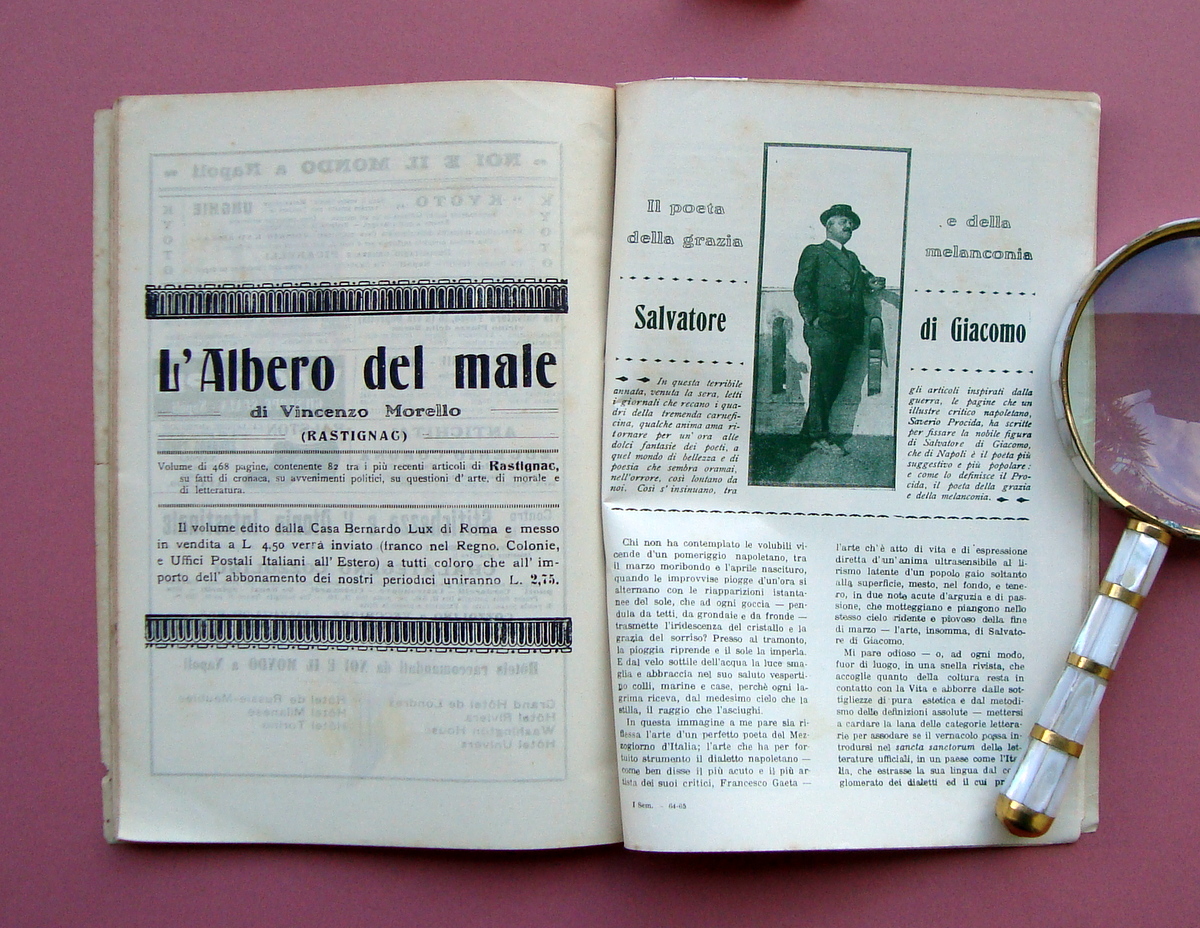 L'Albero del male
di Vincenzo Morello
(RASTIGNAC)
Volume di 468 pagine, contenente 82 tra i più recenti articoli di Rastignac,
su fatti di cronaca, su avvenimenti politici, su questioni d'arte, di morale e
di letteratura.
Il volume edito dalla Casa Bernardo Lux di Roma e messo
in vendita a L 4,50 verrà inviato (franco nel Regno, Colonie,
e Uffici Postali Italiani all' Estero) a tutti coloro che all' im-
porto dell' abbonamento dei nostri periodici uniranno L. 2,75.
Il poeta
della grazia
e della
melanconia
Salvatore
di Giacomo
In questa terribile
annata, venuta la sera, letti
i giornali che recano i qua-
dri della tremenda carnefi-
cina, qualche anima ama ri-
tornare per un' ora alle
dolci fantasie dei poeti, a
quel mondo di bellezza e di
poesia che sembra oramai,
nell'orrore, così lontano da
noi. Così s' insinuano, tra
gli articoli inspirati dalla
guerra, le pagine che un
illustre critico napoletano,
Saverio Procida, ha scritte
per fissare la nobile figura
di Salvatore di Giacomo,
che di Napoli è il poeta più
suggestivo e più popolare:
e come lo definisce il Pro-
cida, il poeta della grazia
e della melanconia.
Chi non ha contemplato le volubili vi-
cende d'un pomeriggio napoletano, tra
il marzo moribondo e l'aprile nascituro,
quando le improvvise piogge d'un'ora si
alternano con le riapparizioni istanta-
nee del sole, che ad ogni goccia — pen-
dula da tetti, da grondaie e da fronde —
trasmette l'iridescenza del cristallo e la
grazia del sorriso? Presso al tramonto,
la pioggia riprende e il sole la imperla.
E dal velo sottile dell'acqua la luce sma-
glia e abbraccia nel suo saluto vesperti-
no colli, marine e case, perchè ogni la-
grima riceva, dal medesimo cielo che la
stilla, il raggio che l'asciughi.
In questa immagine a me pare sia ri-
flessa l'arte d'un perfetto poeta del Mez-
zogiorno d'Italia; l'arte che ha per for-
tuito strumento il dialetto napoletano —
come ben disse il più acuto e il più ar-
tista dei suoi critici, Francesco Gaeta —
I Sem. - 64-65
l'arte ch'è atto di vita e di espressione
diretta d'un'anima ultrasensibile al li-
rismo latente d'un popolo gaio soltanto
alla superficie, mesto, nel fondo, e tene-
ro, in due note acute d'arguzia e di pas-
sione, che motteggiano e piangono nello
stesso cielo ridente e piovoso della fine
di marzo — l'arte, insomma, di Salvato-
re di Giacomo.
Mi pare odioso — o, ad ogni modo,
fuor di luogo, in una snella rivista, che
accoglie quanto della coltura resta in
contatto con la Vita e abborre dalle sot-
tigliezze di pura estetica e dal metodi-
smo delle definizioni assolute — mettersi
a cardare la lana delle categorie lettera-
rie per assodare se il vernacolo possa in-
trodursi nel sancta sanctorum delle let-
terature ufficiali, in un paese come l'Ita-
lia, che estrasse la sua lingua dal
glomerato dei dialetti ed il cui